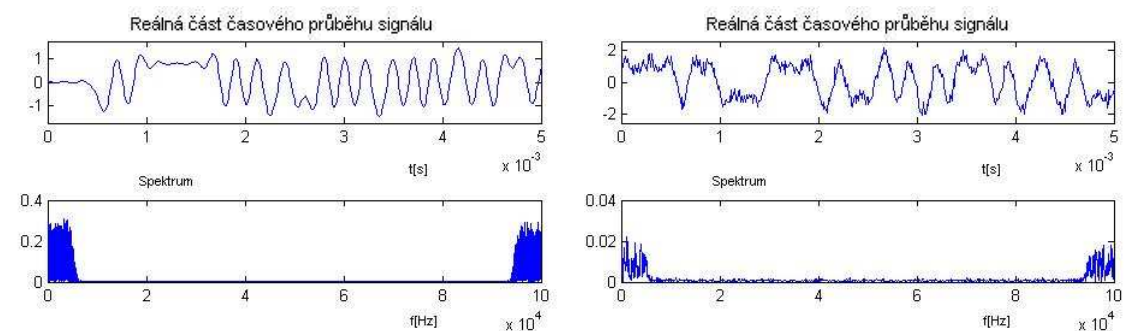 Reálná část časového průběhu signálu
1
0
-1
0 1 2 3 4 5
t[s]
x 10^-3
Spektrum
0.4
0.2
0
0 2 4 6 8 10
f[Hz]
x 10^4
Reálná část časového průběhu signálu
2
0
-2
0 1 2 3 4 5
t[s]
x 10^-3
Spektrum
0.04
0.02
0
0 2 4 6 8 10
f[Hz]
x 10^4